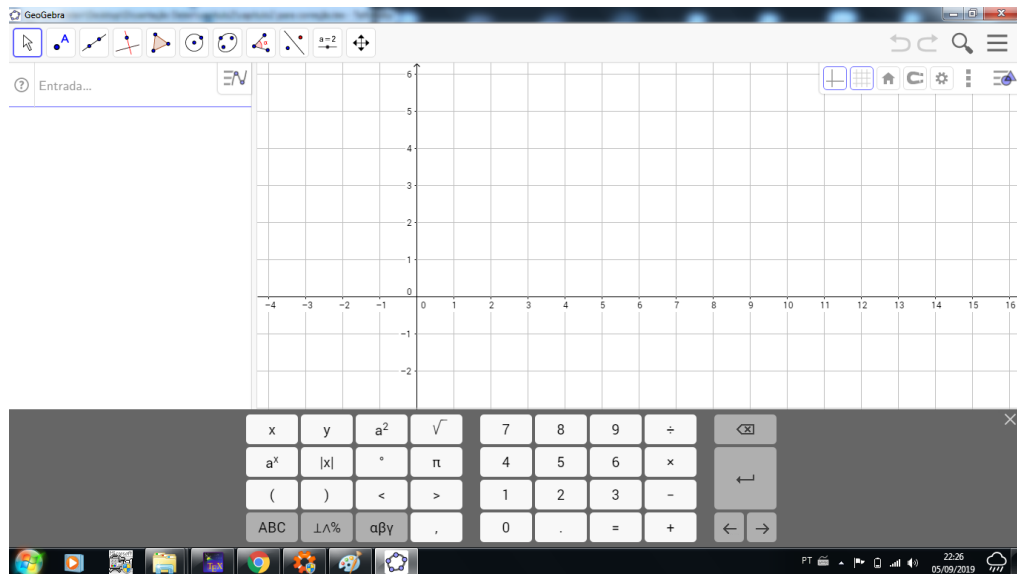 GeoGebra
A
a=2
Entrada...
6
5
4
3
2
1
0
−1
−2
−4 −3 −2 −1 0 1 2 3 4 5 6 7 8 9 10 11 12 13 14 15 16
x y a² √ 7 8 9 ÷
aˣ |x| ° π 4 5 6 ×
( ) < > 1 2 3 −
ABC ⊥∧% αβγ , 0 . = + ← →
TEX
PT
22:26
05/09/2019